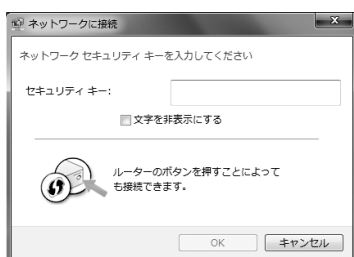 ネットワークに接続
ネットワーク セキュリティ キーを入力してください
セキュリティ キー:
文字を非表示にする
ルーターのボタンを押すことによって
も接続できます。
OK
キャンセル